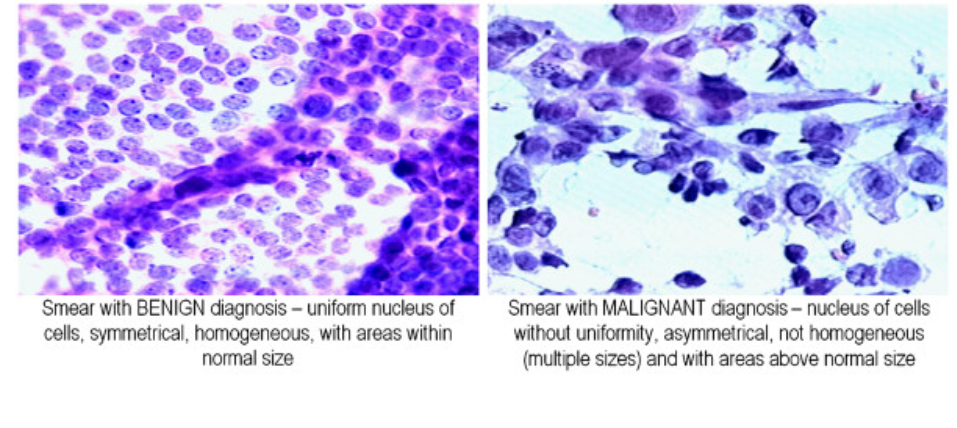 Smear with BENIGN diagnosis – uniform nucleus of
cells, symmetrical, homogeneous, with areas within
normal size
Smear with MALIGNANT diagnosis – nucleus of cells
without uniformity, asymmetrical, not homogeneous
(multiple sizes) and with areas above normal size